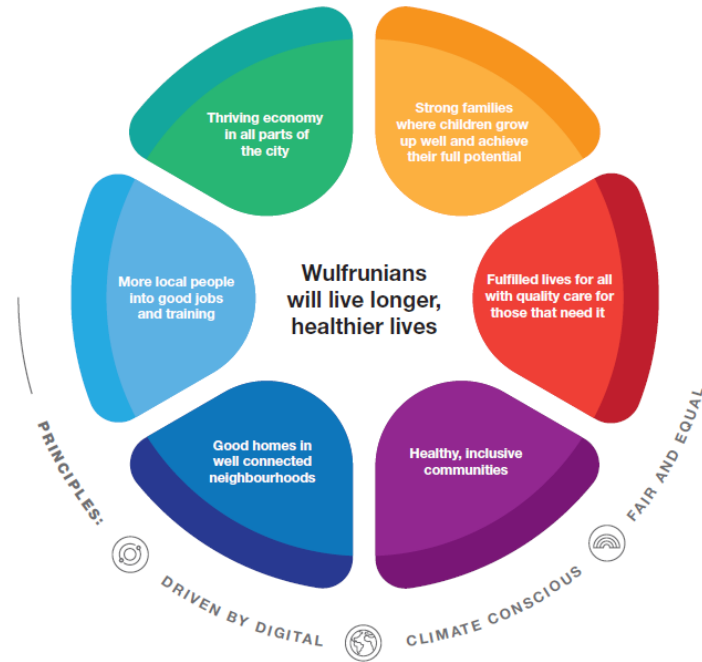 Thriving economy
in all parts of
the city
Strong families
where children grow
up well and achieve
their full potential
More local people
into good jobs
and training
Wulfrunians
will live longer,
healthier lives
Fulfilled lives for all
with quality care for
those that need it
Good homes in
well connected
neighbourhoods
Healthy, inclusive
communities
PRINCIPLES:
DRIVEN BY DIGITAL
CLIMATE CONSCIOUS
FAIR AND EQUAL